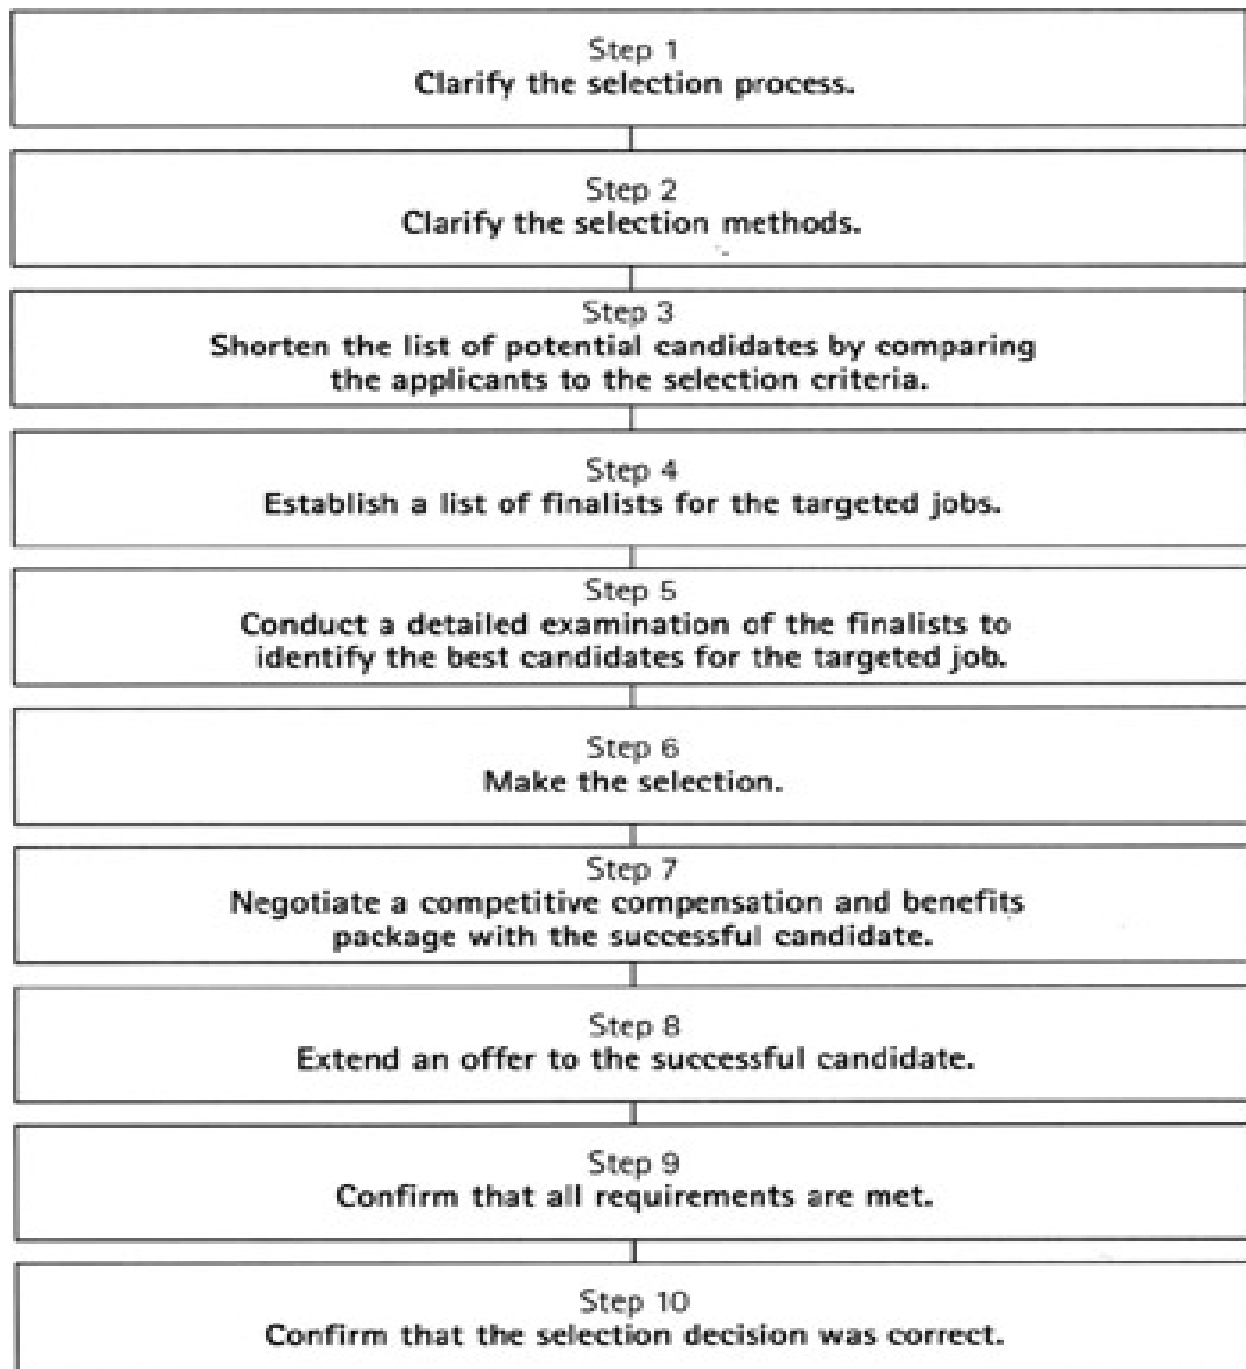 Step 1
Clarify the selection process.
Step 2
Clarify the selection methods.
Step 3
Shorten the list of potential candidates by comparing
the applicants to the selection criteria.
Step 4
Establish a list of finalists for the targeted jobs.
Step 5
Conduct a detailed examination of the finalists to
identify the best candidates for the targeted job.
Step 6
Make the selection.
Step 7
Negotiate a competitive compensation and benefits
package with the successful candidate.
Step 8
Extend an offer to the successful candidate.
Step 9
Confirm that all requirements are met.
Step 10
Confirm that the selection decision was correct.